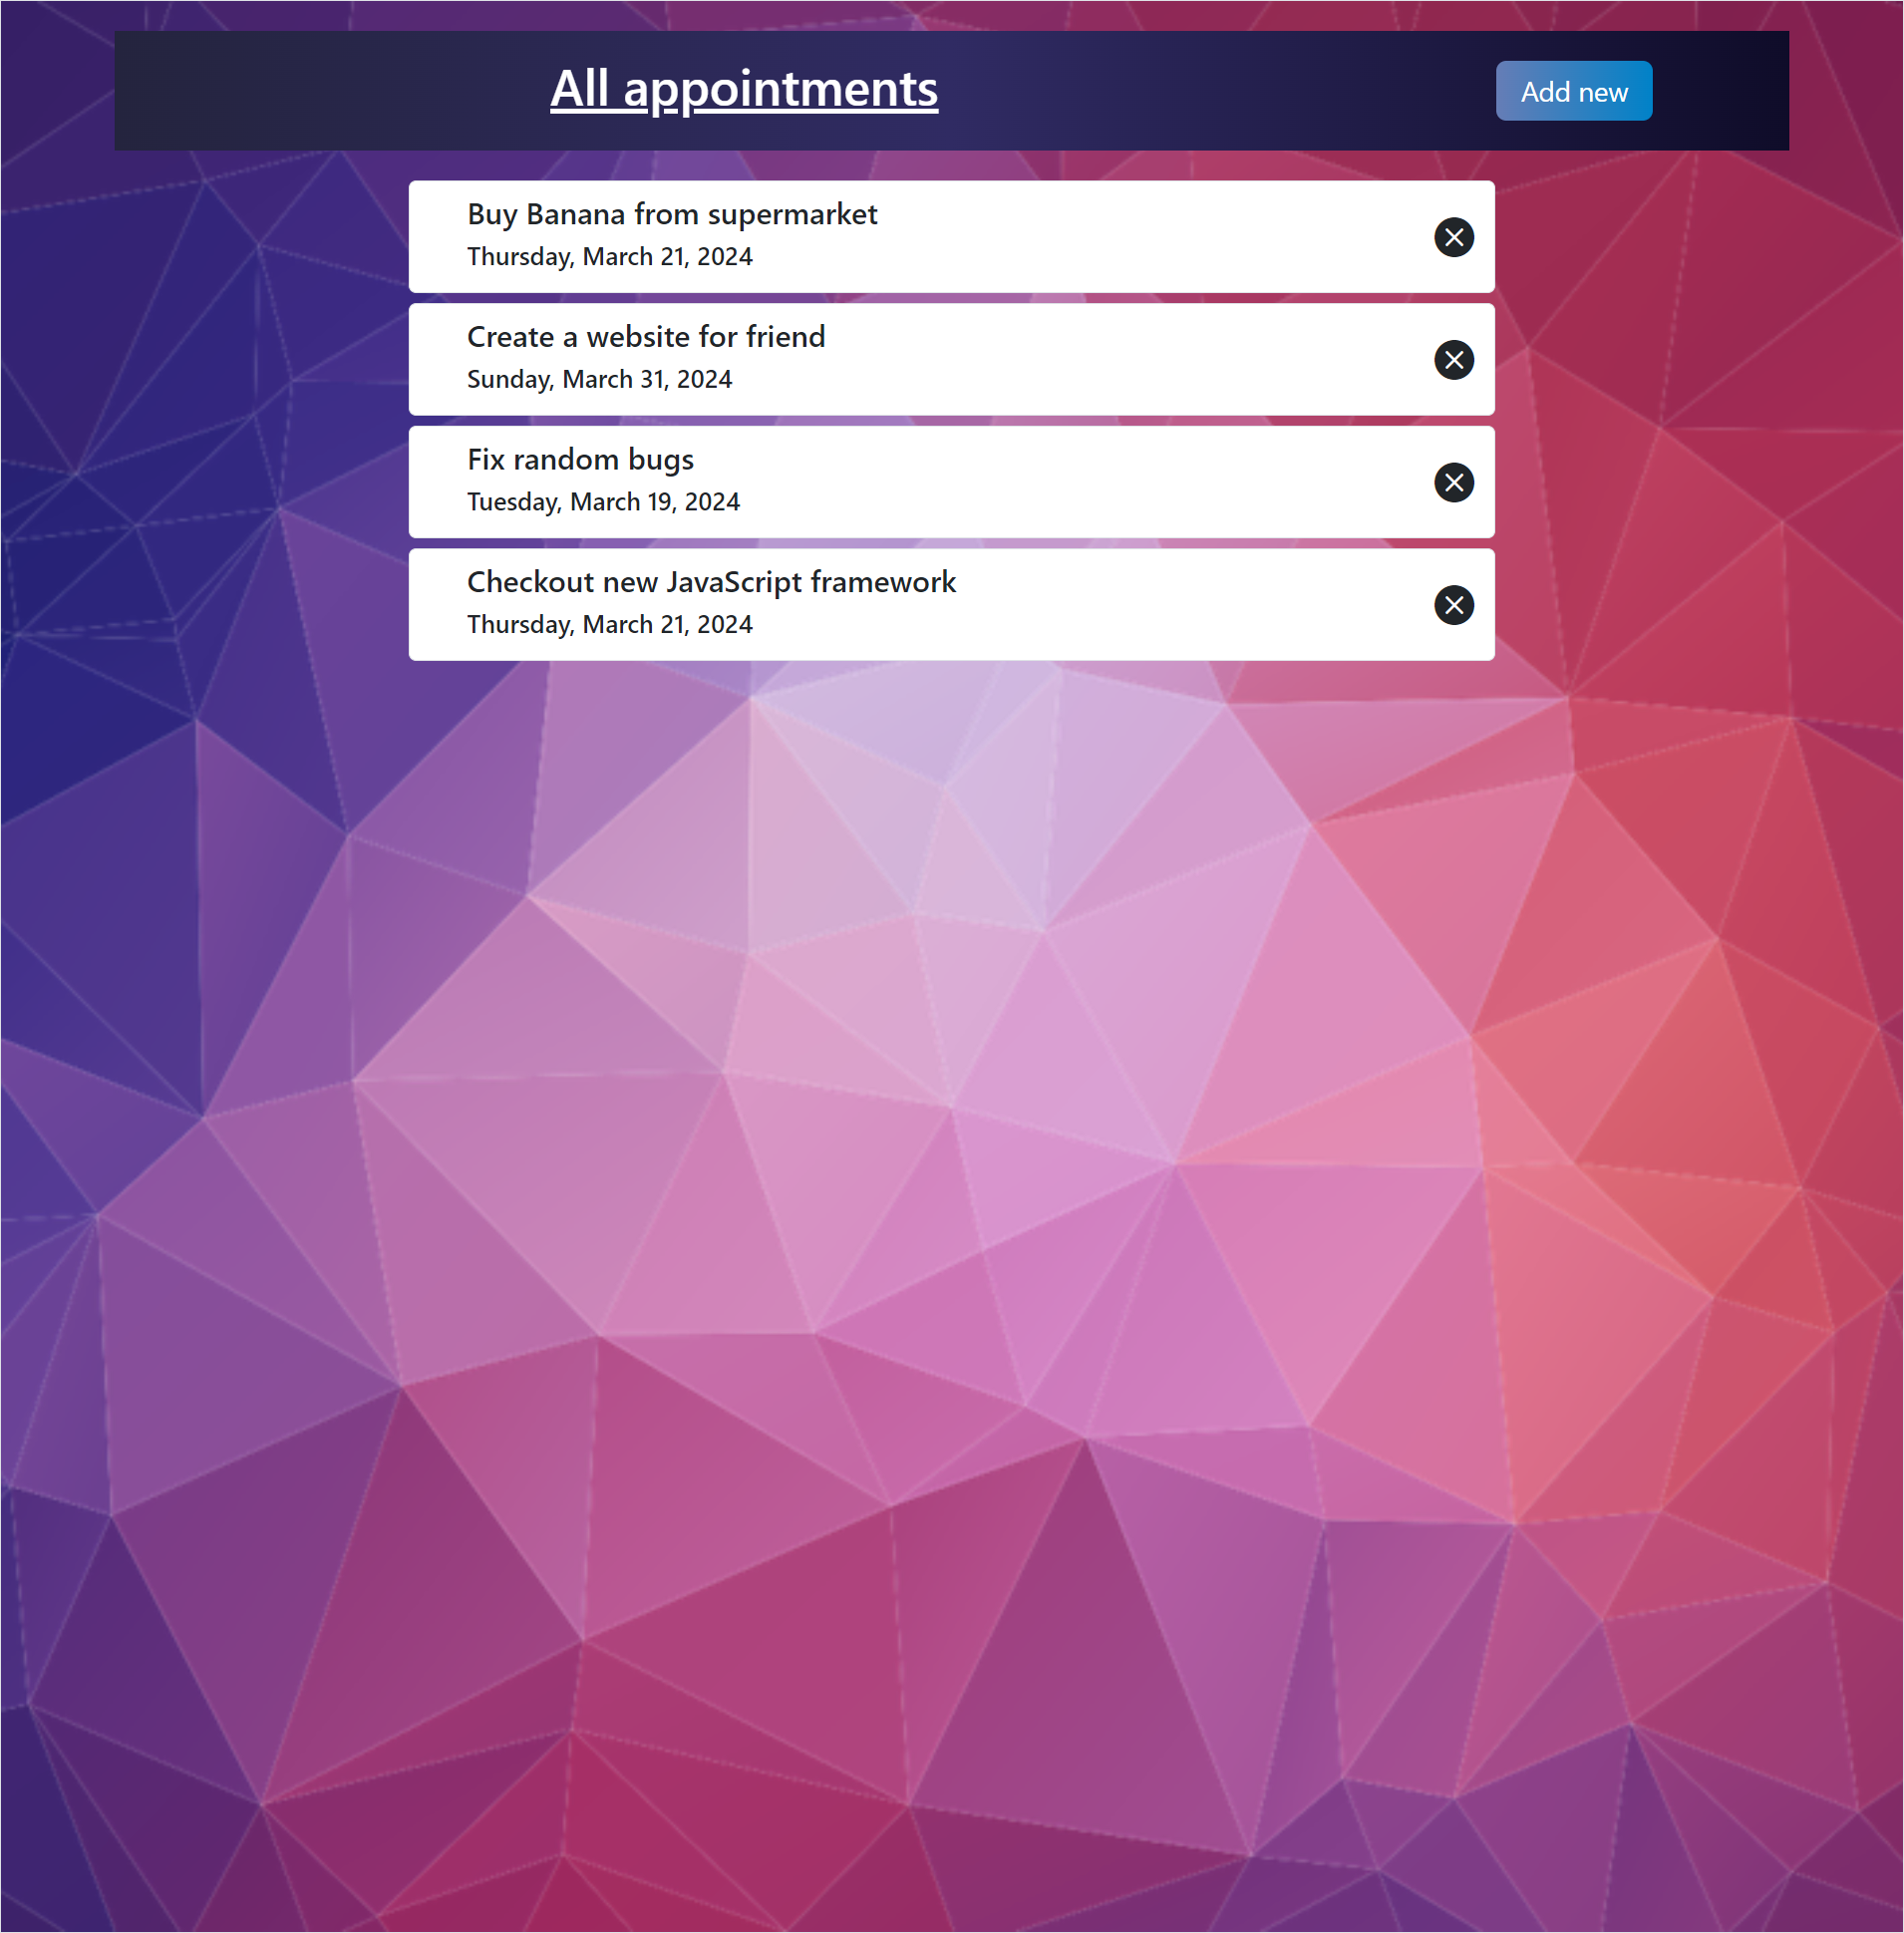 All appointments
Add new
Buy Banana from supermarket
Thursday, March 21, 2024
Create a website for friend
Sunday, March 31, 2024
Fix random bugs
Tuesday, March 19, 2024
Checkout new JavaScript framework
Thursday, March 21, 2024